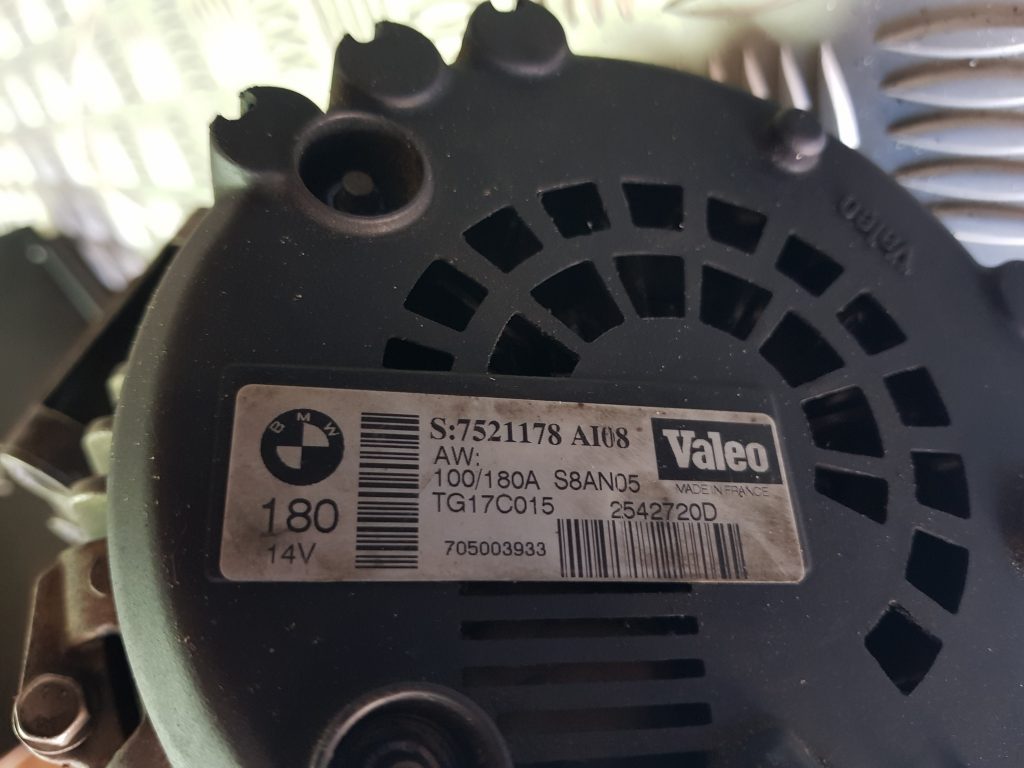 Valeo
BMW
180
14V
S:7521178 AI08
AW:
100/180A S8AN05
TG17C015
705003933
Valeo
MADE IN FRANCE
2542720D